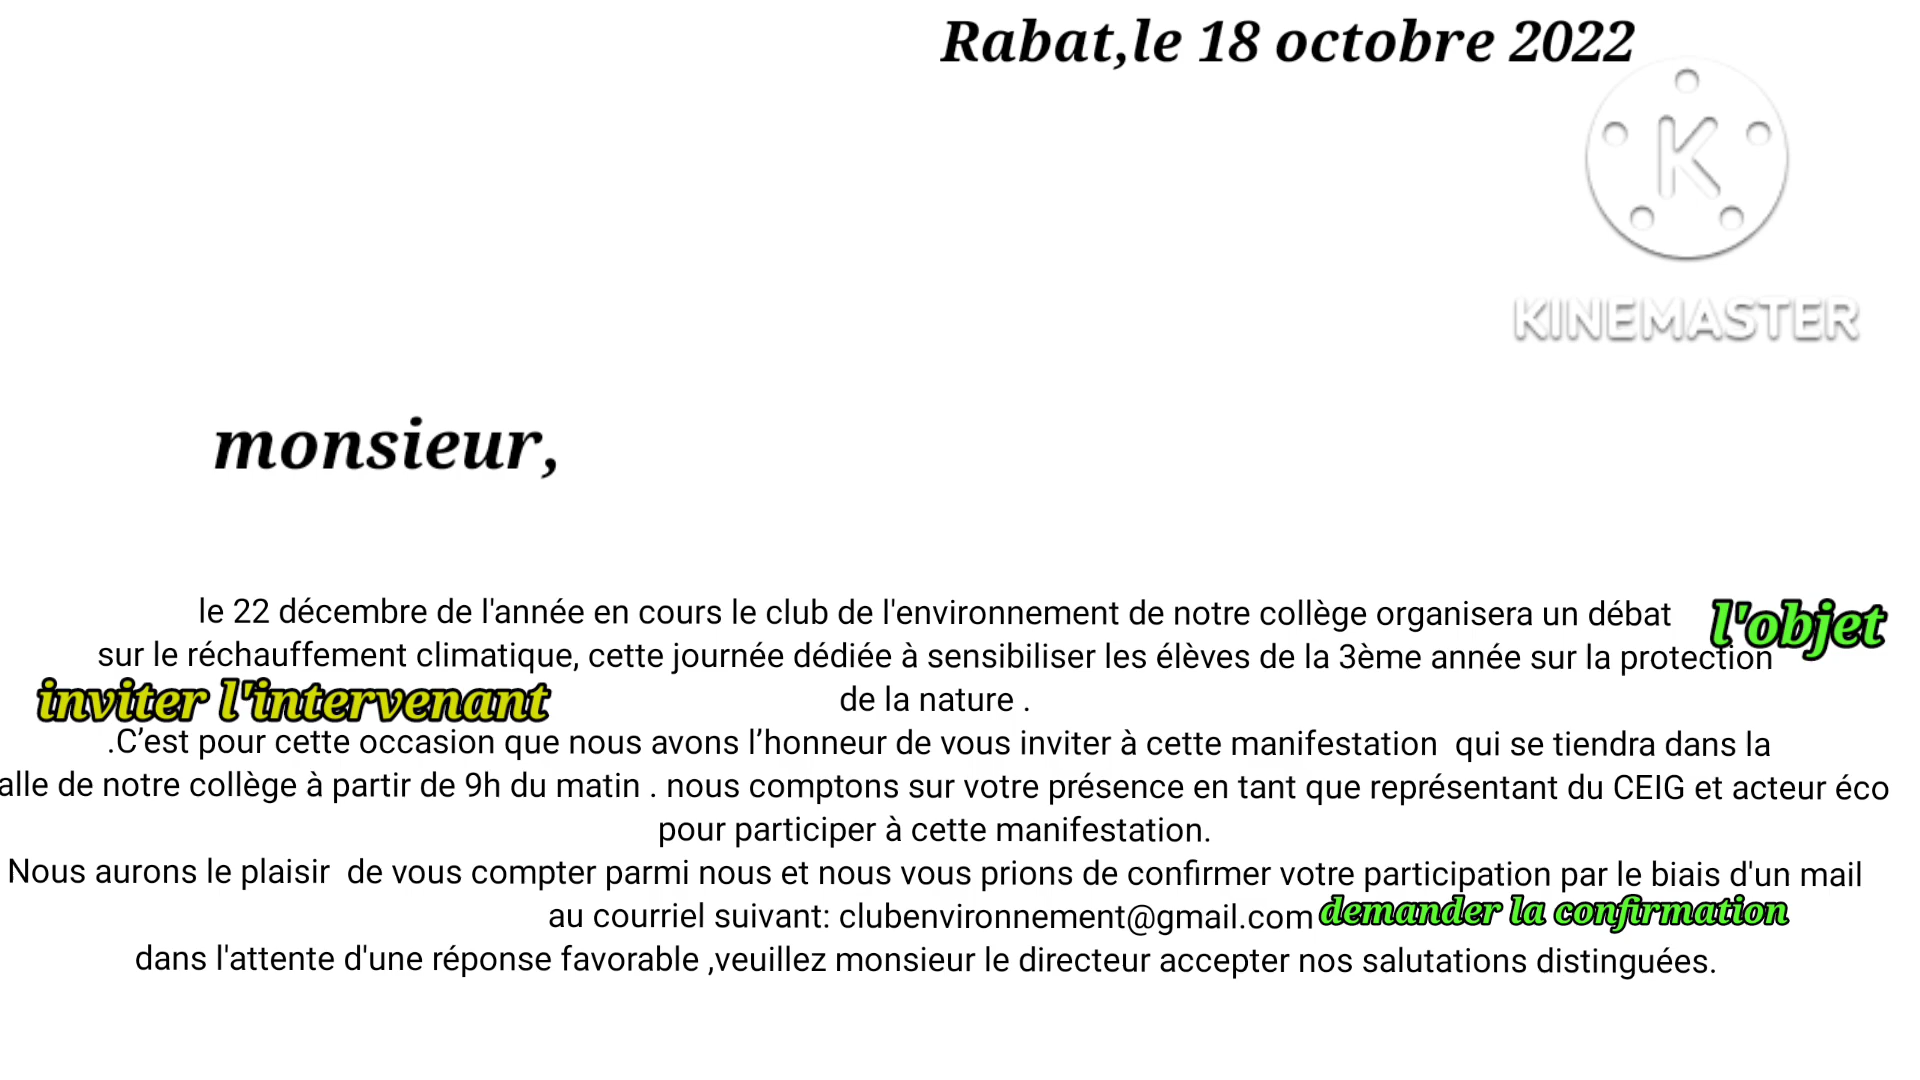 Rabat,le 18 octobre 2022
KINEMASTER
monsieur,
le 22 décembre de l'année en cours le club de l'environnement de notre collège organisera un débat
l'objet
sur le réchauffement climatique, cette journée dédiée à sensibiliser les élèves de la 3ème année sur la protection
inviter l'intervenant
de la nature .
.C’est pour cette occasion que nous avons l’honneur de vous inviter à cette manifestation  qui se tiendra dans la
alle de notre collège à partir de 9h du matin . nous comptons sur votre présence en tant que représentant du CEIG et acteur éco
pour participer à cette manifestation.
Nous aurons le plaisir  de vous compter parmi nous et nous vous prions de confirmer votre participation par le biais d'un mail
au courriel suivant: clubenvironnement@gmail.com
demander la confirmation
dans l'attente d'une réponse favorable ,veuillez monsieur le directeur accepter nos salutations distinguées.